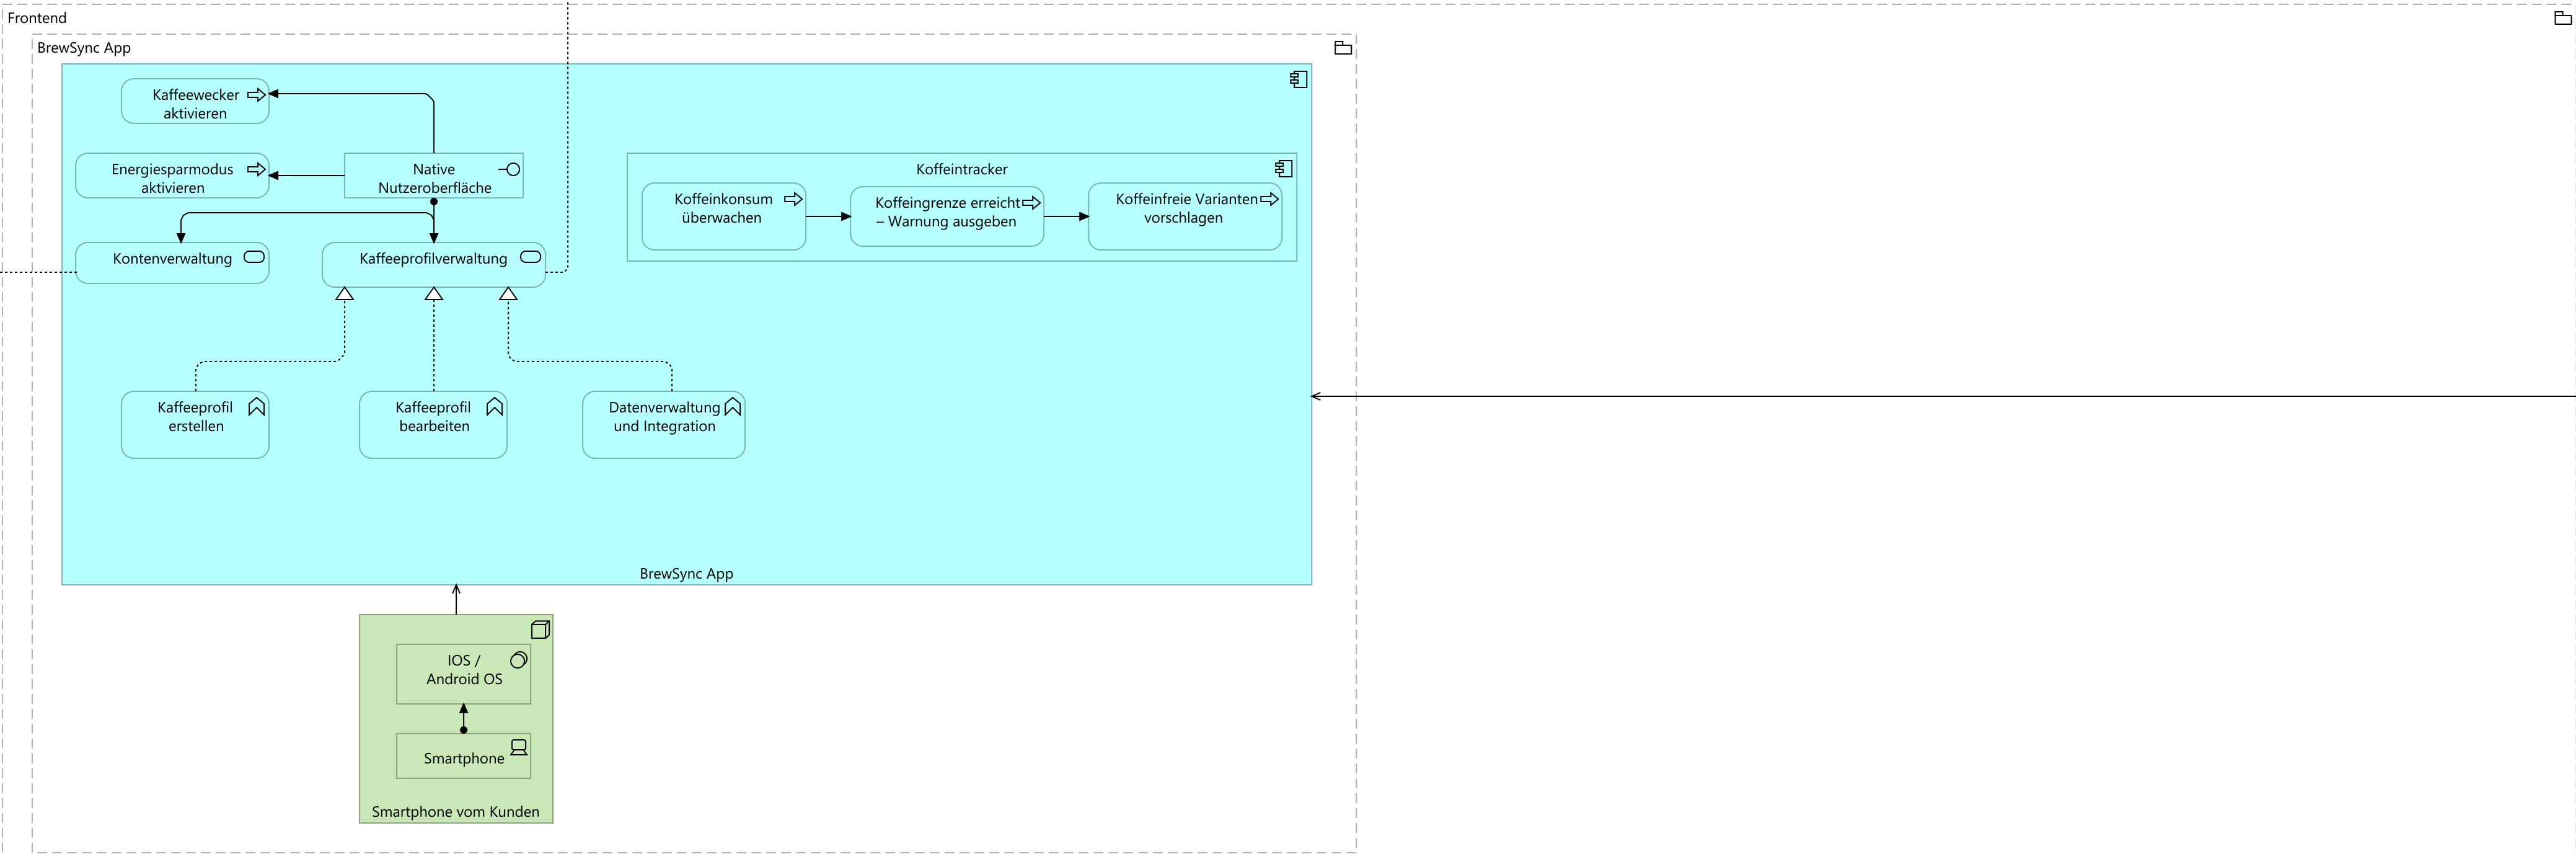 Frontend
BrewSync App
Kaffeewecker
aktivieren
Energiesparmodus
aktivieren
Native
Nutzeroberfläche
Koffeintracker
Koffeinkonsum
überwachen
Koffeingrenze erreicht
– Warnung ausgeben
Koffeinfreie Varianten
vorschlagen
Kontenverwaltung
Kaffeeprofilverwaltung
Kaffeeprofil
erstellen
Kaffeeprofil
bearbeiten
Datenverwaltung
und Integration
BrewSync App
IOS /
Android OS
Smartphone
Smartphone vom Kunden